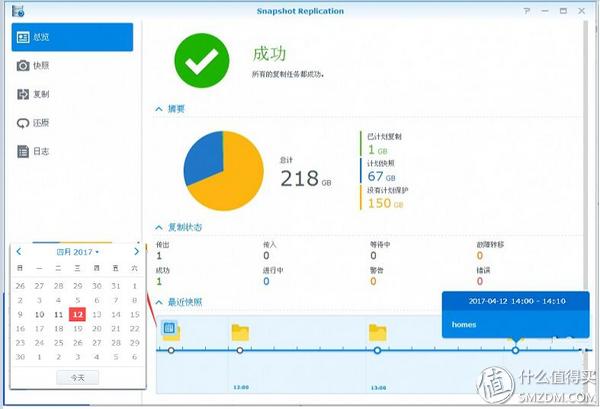 Snapshot Replication
总览
快照
复制
还原
日志
成功
所有的复制任务都成功。
摘要
总计
218 GB
已计划复制
1 GB
计划快照
67 GB
没有计划保护
150 GB
复制状态
传出
1
传入
0
等待中
0
故障转移
0
成功
1
进行中
0
警告
0
错误
0
最近快照
2017-04-12 14:00 - 14:10
homes
12:00
13:00
四月 2017
日 一 二 三 四 五 六
26 27 28 29 30 31 1
2 3 4 5 6 7 8
9 10 11 12 13 14 15
16 17 18 19 20 21 22
23 24 25 26 27 28 29
30 1 2 3 4 5 6
今天
值 什么值得买
SMZDM.COM